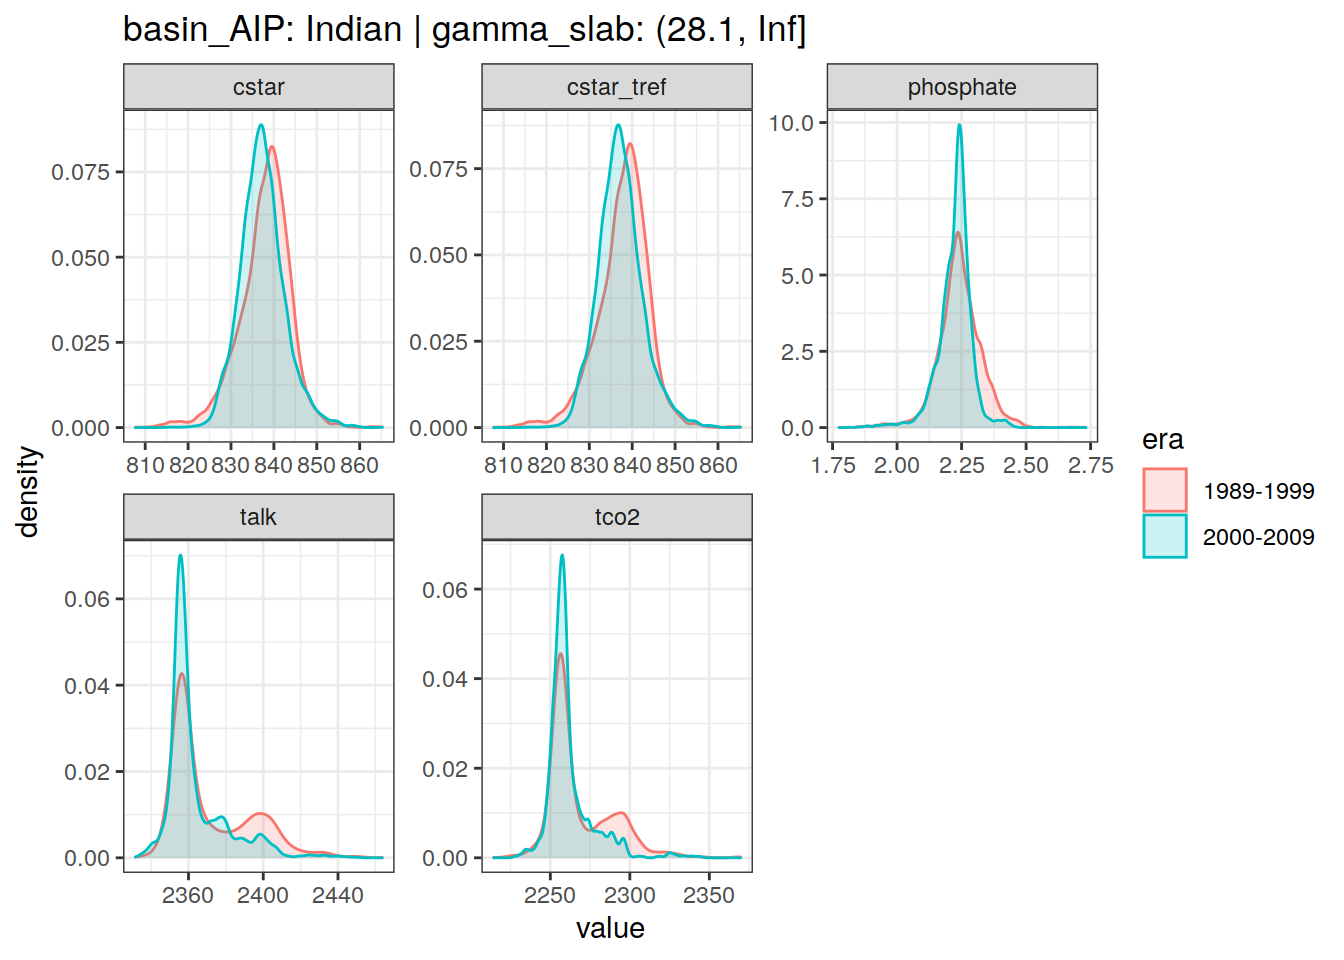 basin_AIP: Indian | gamma_slab: (28.1, Inf]
cstar
cstar_tref
phosphate
0.075
0.050
0.025
0.000
810 820 830 840 850 860
0.075
0.050
0.025
0.000
810 820 830 840 850 860
10.0
7.5
5.0
2.5
0.0
1.75 2.00 2.25 2.50 2.75
density
talk
tco2
0.06
0.04
0.02
0.00
2360 2400 2440
0.06
0.04
0.02
0.00
2250 2300 2350
value
era
1989-1999
2000-2009